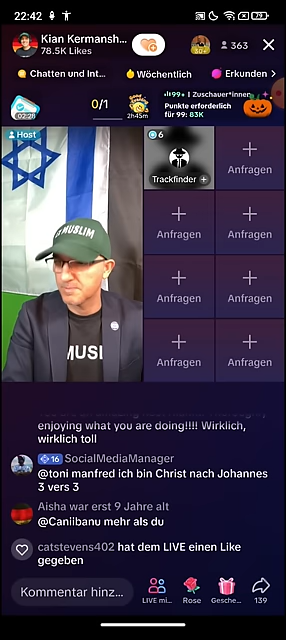 22:42
79
Kian Kermansh...
78.5K Likes
363
Chatten und Int...
Wöchentlich
Erkunden
02:28
0/1
2h45m
99+ Zuschauer*innen
Punkte erforderlich
für 99: 83K
Host
6
Trackfinder
Anfragen
Anfragen
Anfragen
Anfragen
Anfragen
Anfragen
Anfragen
MUSLIM
MUSL
enjoying what you are doing!!!! Wirklich,
wirklich toll
16 SocialMediaManager
@toni manfred ich bin Christ nach Johannes
3 vers 3
Aisha war erst 9 Jahre alt
@Caniibanu mehr als du
catstevens402 hat dem LIVE einen Like
gegeben
Kommentar hinz...
LIVE mi...
Rose
Gesche...
139